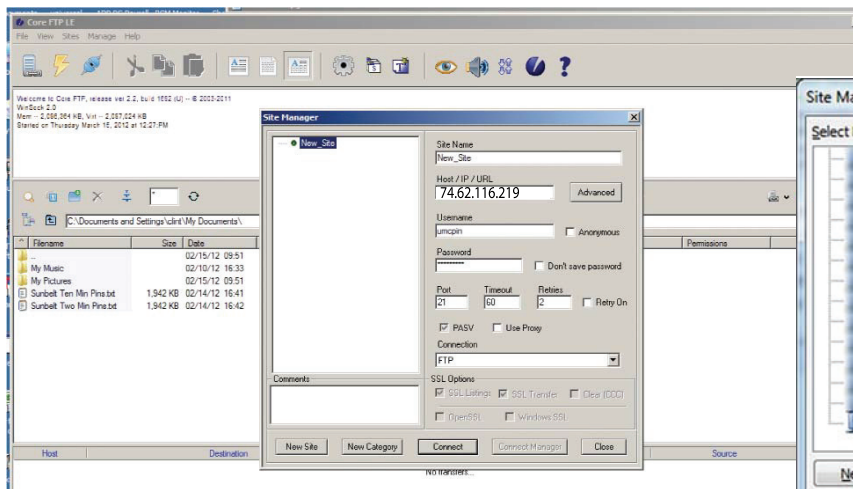 Core FTP LE
File View Sites Manage Help
Welcome to Core FTP, release ver 2.2, build 1692 (U) -- © 2003-2011
WinSock 2.0
Started on Thursday March 15, 2012 at 12:27:PM
Site Manager
New_Site
Site Name
New_Site
Host / IP / URL
74.62.116.219
Advanced
Username
umcpin
Anonymous
Password
Don't save password
Port Timeout Retries
21 60 2 Retry On
PASV Use Proxy
Connection
FTP
Comments
SSL Options
SSL Listings SSL Transfer Clear (CCC)
OpenSSL Windows SSL
New Site New Category Connect Connect Manager Close
C:\Documents and Settings\clint\My Documents\
Filename Size Date Permissions
.. 02/15/12 09:51
My Music 02/10/12 16:33
My Pictures 02/15/12 09:51
Sunbelt Ten Min Pins.txt 1,942 KB 02/14/12 16:41
Sunbelt Two Min Pins.txt 1,942 KB 02/14/12 16:42
Host Destination Source
No transfers...
Site Ma
Select
Ne